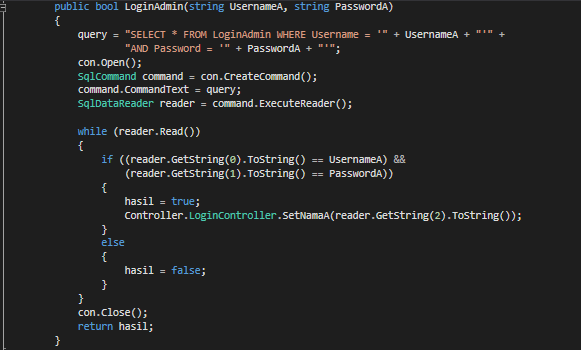 public bool LoginAdmin(string UsernameA, string PasswordA)
{
query = "SELECT * FROM LoginAdmin WHERE Username = '" + UsernameA + "'" +
"AND Password = '" + PasswordA + "'";
con.Open();
SqlCommand command = con.CreateCommand();
command.CommandText = query;
SqlDataReader reader = command.ExecuteReader();
while (reader.Read())
{
if ((reader.GetString(0).ToString() == UsernameA) &&
(reader.GetString(1).ToString() == PasswordA))
{
hasil = true;
Controller.LoginController.SetNamaA(reader.GetString(2).ToString());
}
else
{
hasil = false;
}
}
con.Close();
return hasil;
}